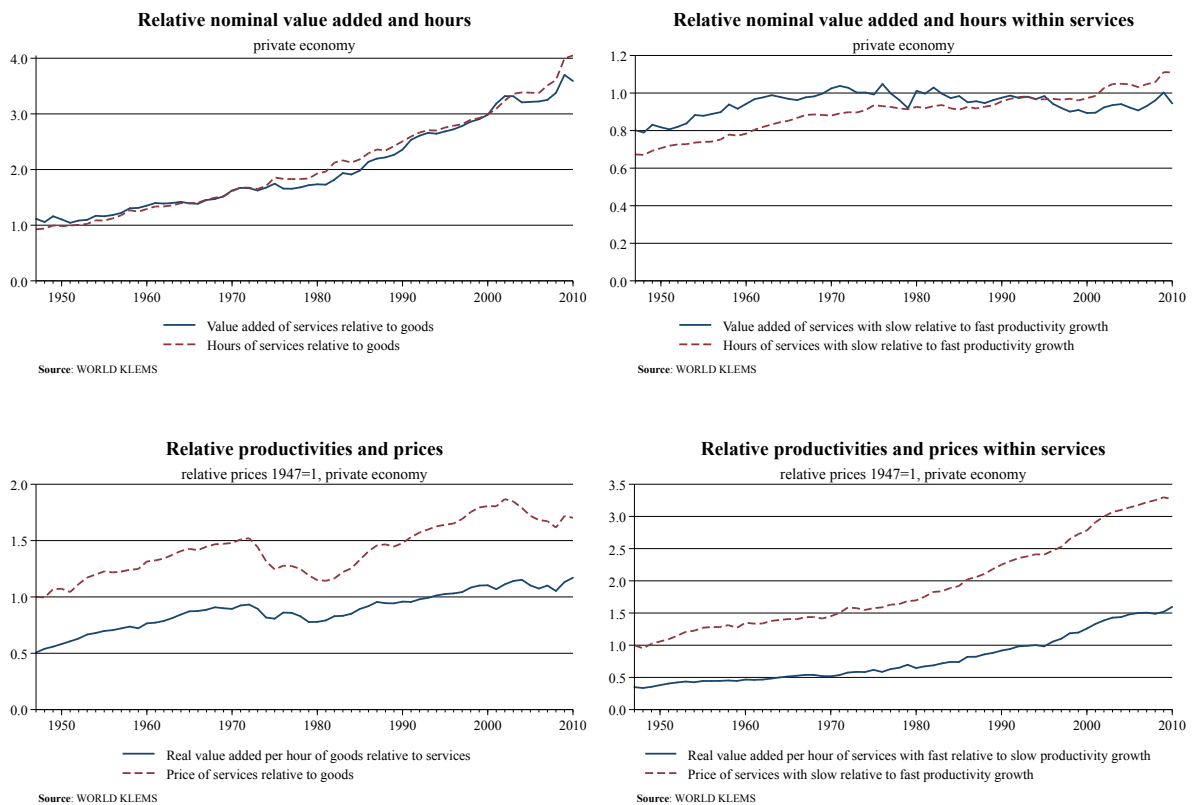 Relative nominal value added and hours
private economy
4.0
3.0
2.0
1.0
0.0
1950 1960 1970 1980 1990 2000 2010
Value added of services relative to goods
Hours of services relative to goods
Source: WORLD KLEMS
Relative nominal value added and hours within services
private economy
1.2
1.0
0.8
0.6
0.4
0.2
0.0
1950 1960 1970 1980 1990 2000 2010
Value added of services with slow relative to fast productivity growth
Hours of services with slow relative to fast productivity growth
Source: WORLD KLEMS
Relative productivities and prices
relative prices 1947=1, private economy
2.0
1.5
1.0
0.5
0.0
1950 1960 1970 1980 1990 2000 2010
Real value added per hour of goods relative to services
Price of services relative to goods
Source: WORLD KLEMS
Relative productivities and prices within services
relative prices 1947=1, private economy
3.5
3.0
2.5
2.0
1.5
1.0
0.5
0.0
1950 1960 1970 1980 1990 2000 2010
Real value added per hour of services with fast relative to slow productivity growth
Price of services with slow relative to fast productivity growth
Source: WORLD KLEMS